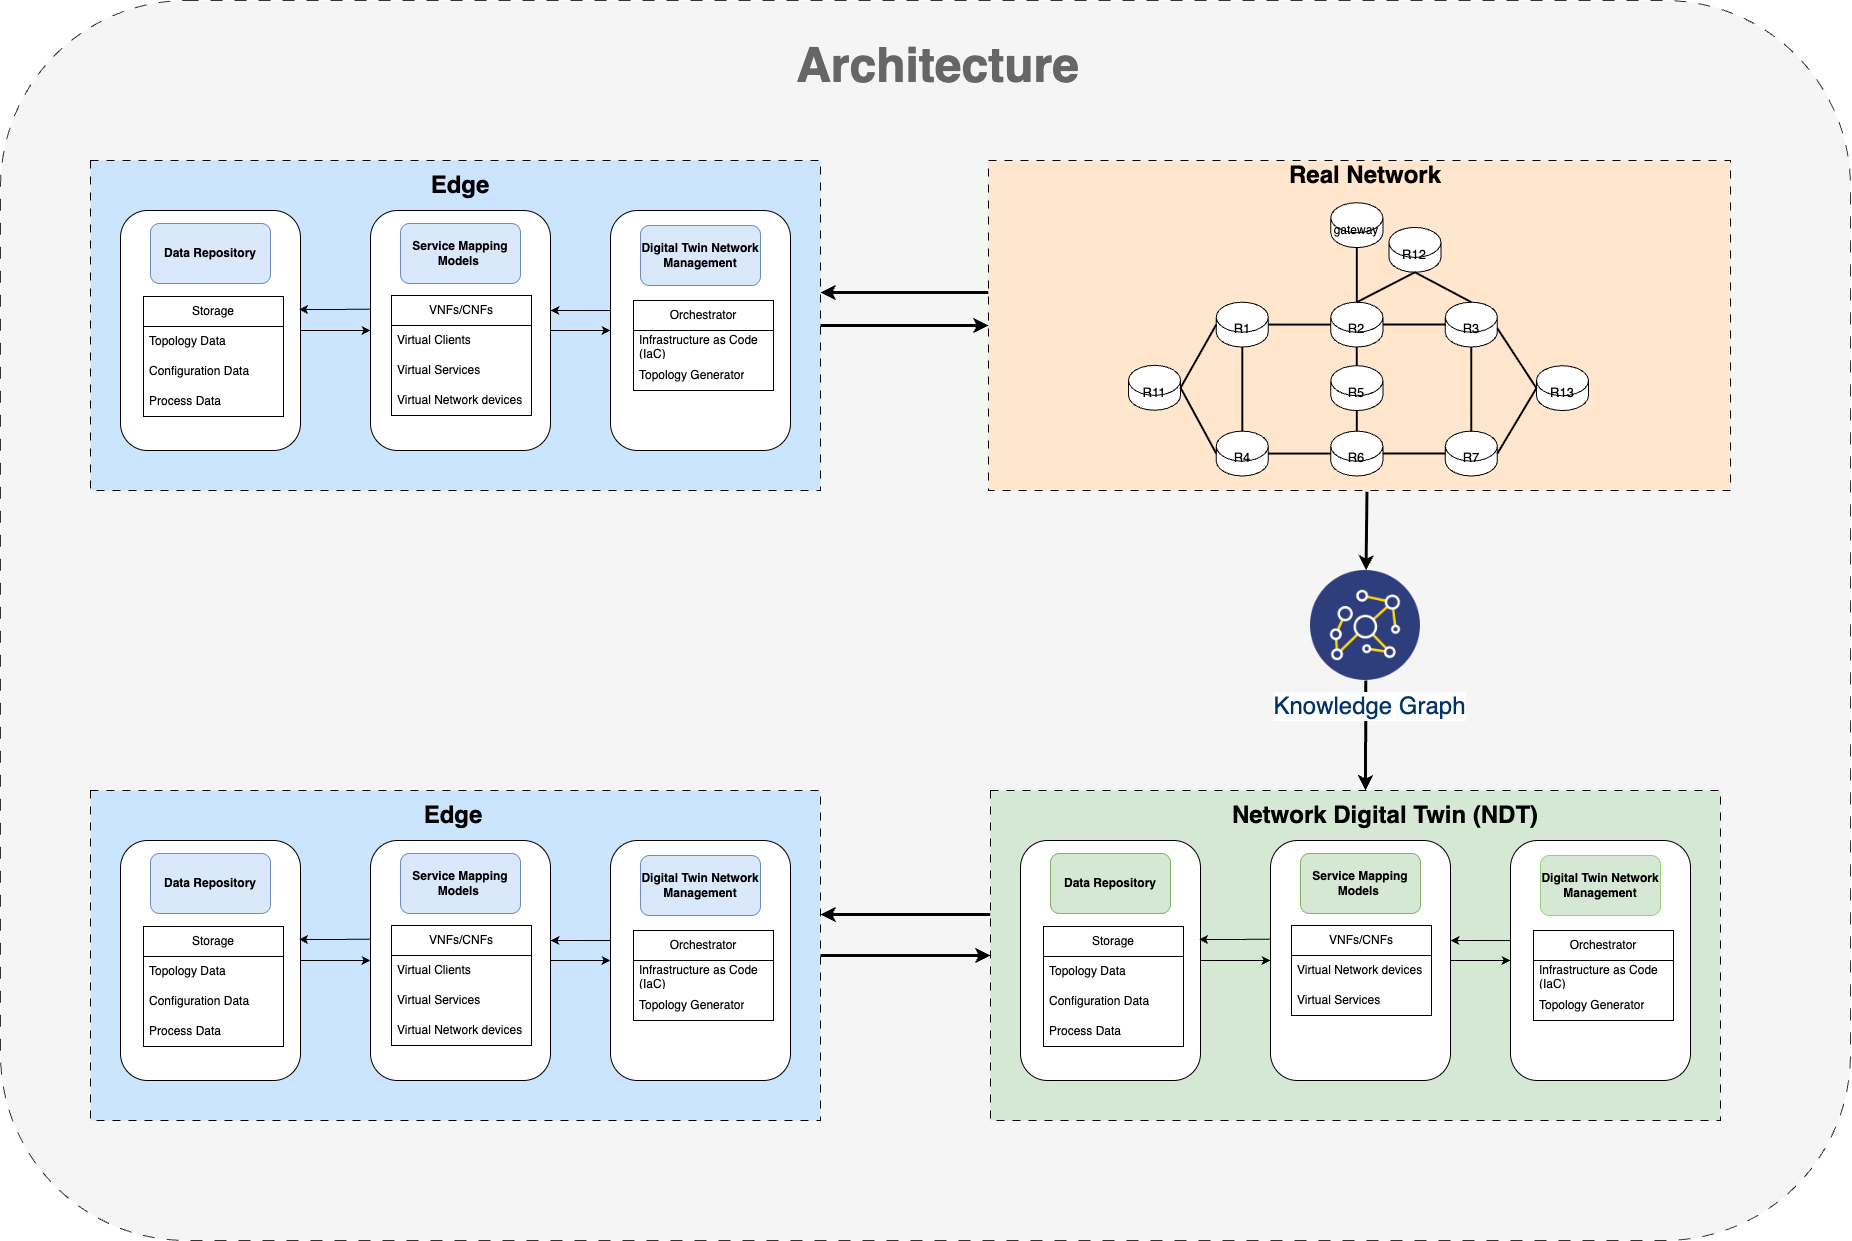 Architecture
Edge
Data Repository
Storage
Topology Data
Configuration Data
Process Data
Service Mapping
Models
VNFs/CNFs
Virtual Clients
Virtual Services
Virtual Network devices
Digital Twin Network
Management
Orchestrator
Infrastructure as Code
(IaC)
Topology Generator
Real Network
gateway
R12
R1
R2
R3
R11
R5
R13
R4
R6
R7
Knowledge Graph
Edge
Data Repository
Storage
Topology Data
Configuration Data
Process Data
Service Mapping
Models
VNFs/CNFs
Virtual Clients
Virtual Services
Virtual Network devices
Digital Twin Network
Management
Orchestrator
Infrastructure as Code
(IaC)
Topology Generator
Network Digital Twin (NDT)
Data Repository
Storage
Topology Data
Configuration Data
Process Data
Service Mapping
Models
VNFs/CNFs
Virtual Network devices
Virtual Services
Digital Twin Network
Management
Orchestrator
Infrastructure as Code
(IaC)
Topology Generator